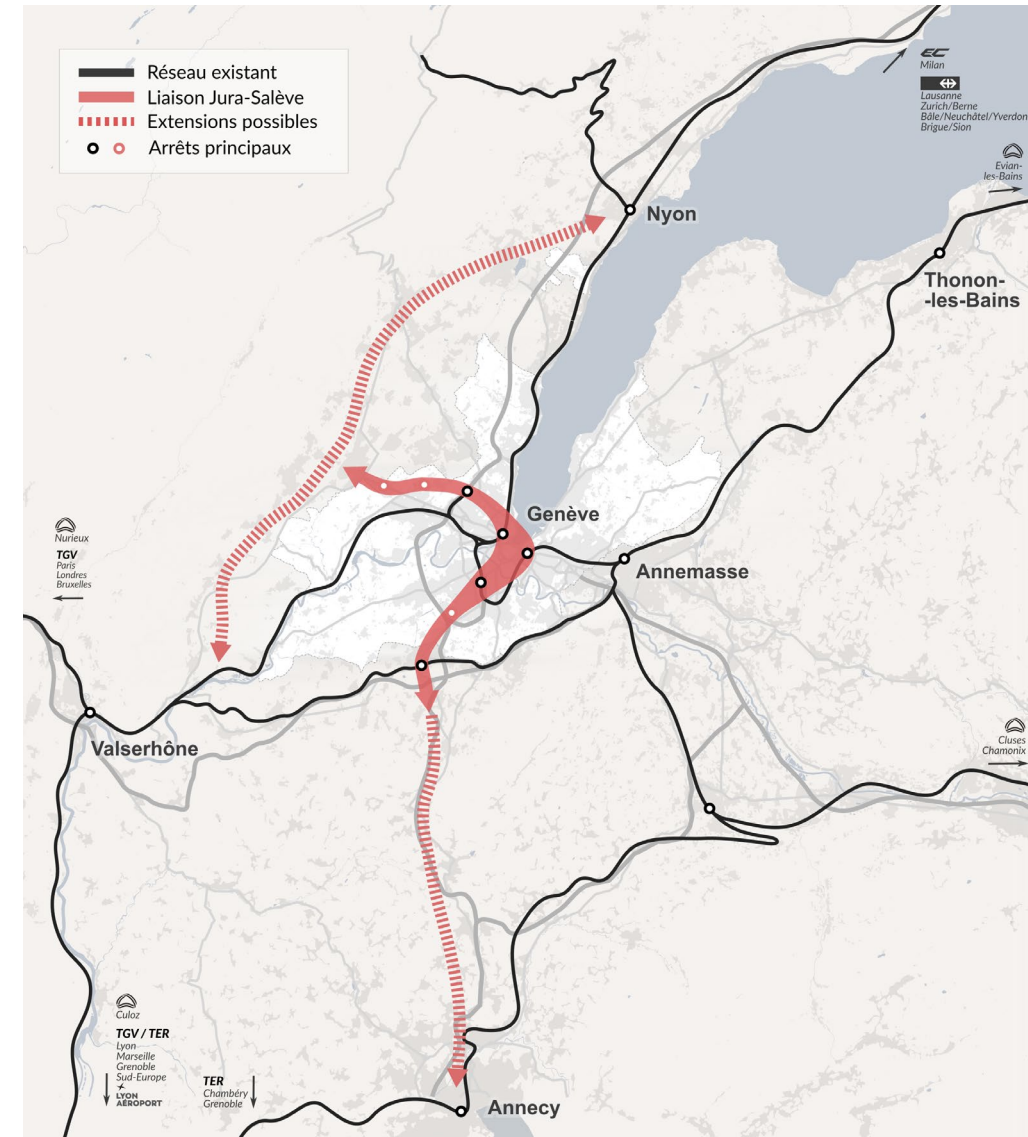 Réseau existant
Liaison Jura-Salève
Extensions possibles
Arrêts principaux
EC
Milan
Lausanne
Zurich/Berne
Bâle/Neuchâtel/Yverdon
Brigue/Sion
Evian-
les-Bains
Nyon
Thonon-
-les-Bains
Genève
Annemasse
Nurieux
TGV
Paris
Londres
Bruxelles
Valserhône
Cluses
Chamonix
Culoz
TGV / TER
Lyon
Marseille
Grenoble
Sud-Europe
LYON
AÉROPORT
TER
Chambéry
Grenoble
Annecy